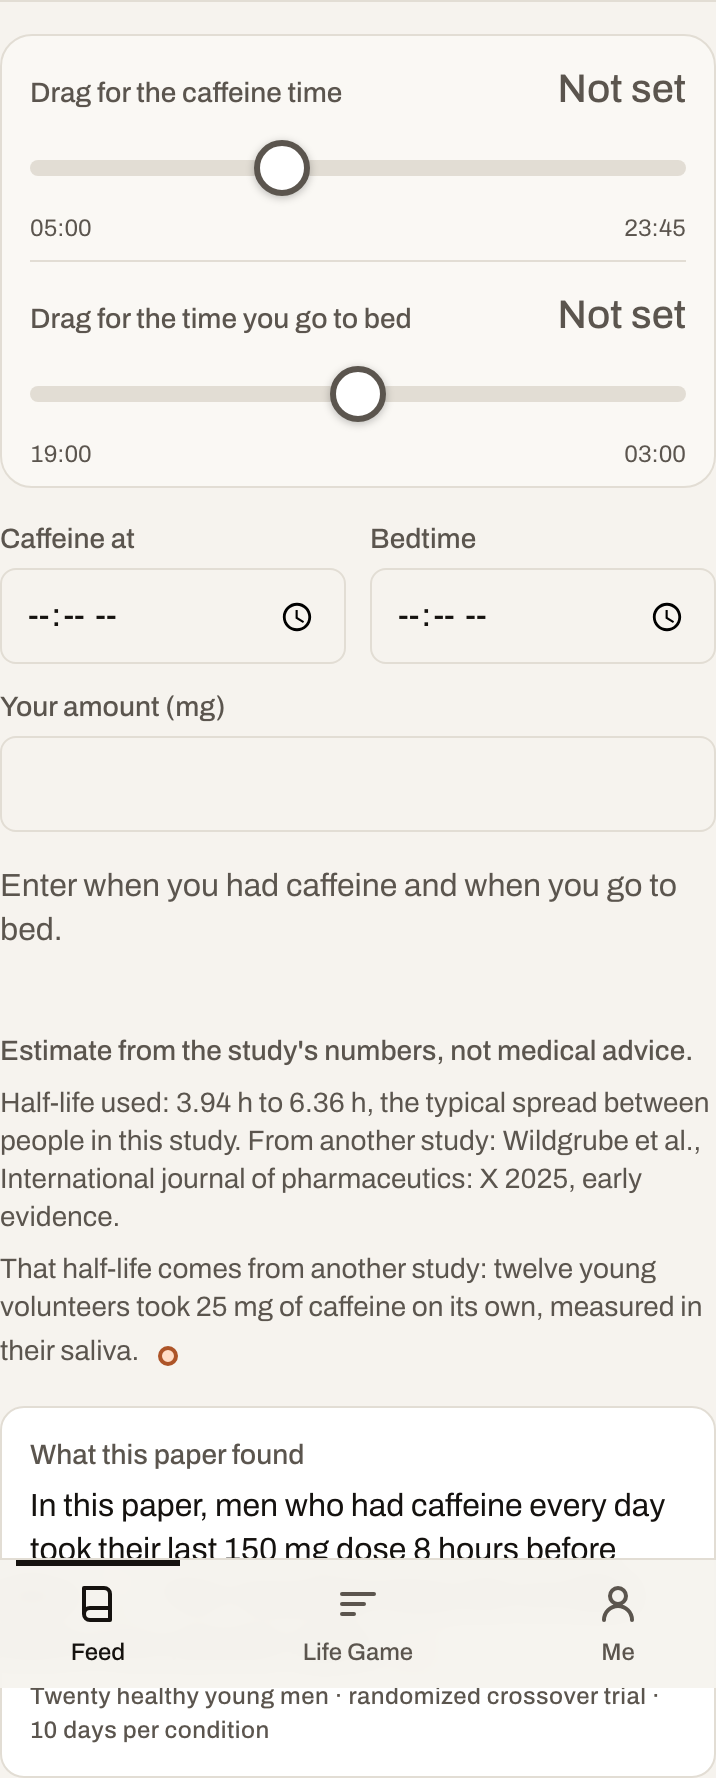 Drag for the caffeine time
Not set
05:00
23:45
Drag for the time you go to bed
Not set
19:00
03:00
Caffeine at
Bedtime
--:-- --
--:-- --
Your amount (mg)
Enter when you had caffeine and when you go to
bed.
Estimate from the study's numbers, not medical advice.
Half-life used: 3.94 h to 6.36 h, the typical spread between
people in this study. From another study: Wildgrube et al.,
International journal of pharmaceutics: X 2025, early
evidence.
That half-life comes from another study: twelve young
volunteers took 25 mg of caffeine on its own, measured in
their saliva.
What this paper found
In this paper, men who had caffeine every day
took their last 150 mg dose 8 hours before
Feed
Life Game
Me
Twenty healthy young men · randomized crossover trial ·
10 days per condition